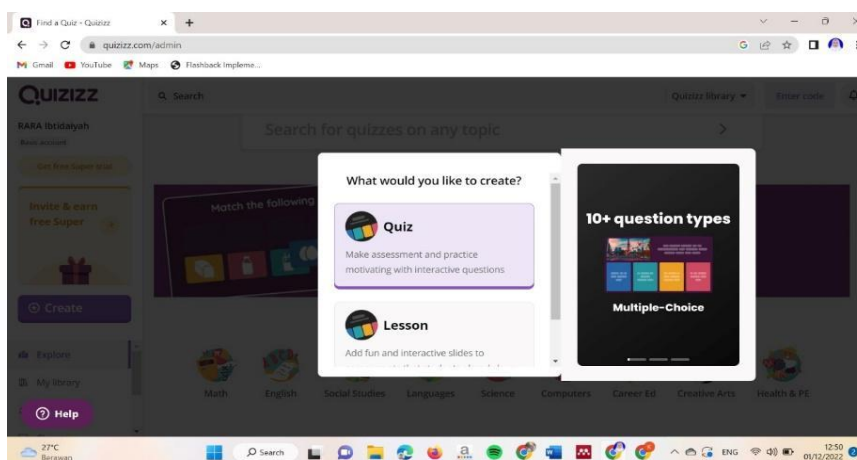 Find a Quiz - Quizizz
quizizz.com/admin
Gmail YouTube Maps Flashback Impleme...
QUIZIZZ
Search
Quizizz library
Enter code
RARA Ibtidaiyah
Basic account
Get free Super trial
Search for quizzes on any topic
Invite & earn
free Super
Match the following
What would you like to create?
Quiz
Make assessment and practice
motivating with interactive questions
Lesson
Add fun and interactive slides to
10+ question types
Multiple-Choice
Create
Explore
My library
Help
Math English Social Studies Languages Science Computers Career Ed Creative Arts Health & PE
27°C
Berawan
Search
ENG
12:50
01/12/2022